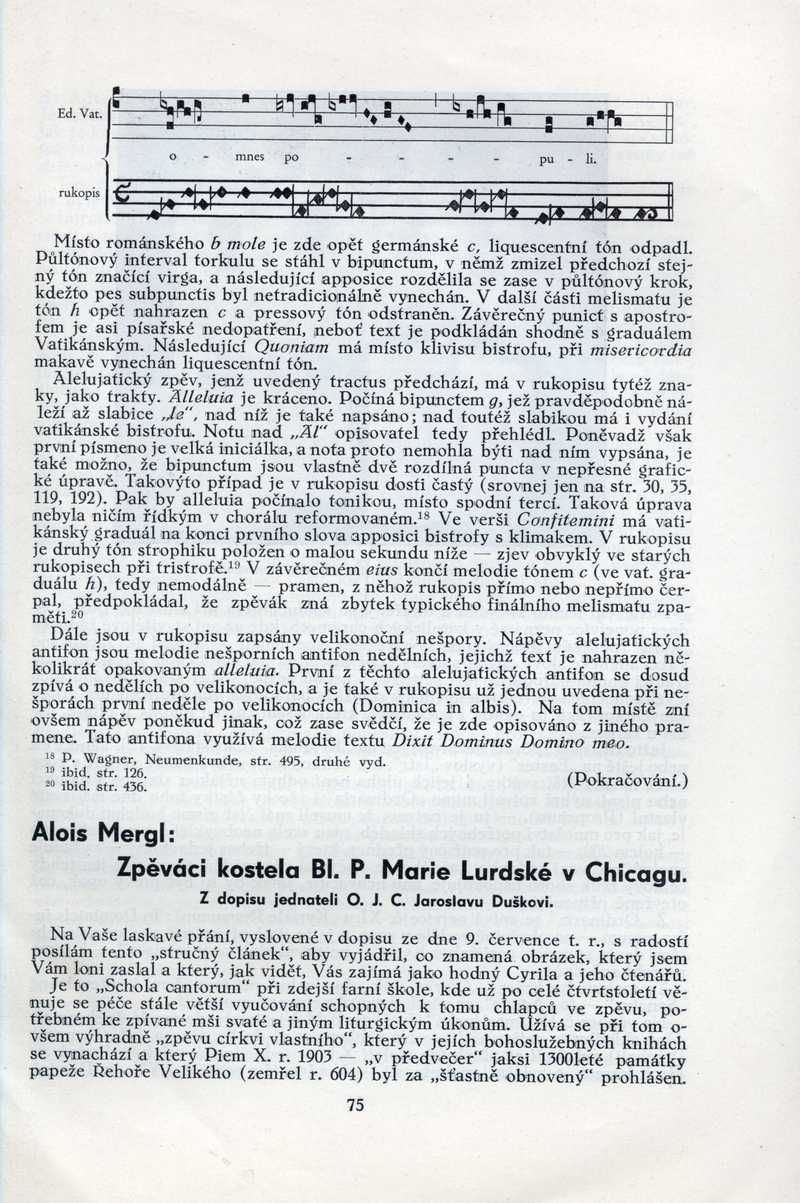 Ed. Vat.
o - mnes po - - - - pu - li.
rukopis
Místo románského b mole je zde opět germánské c, liquescentní tón odpadl.
Půltónový interval torkulu se stáhl v bipunctum, v němž zmizel předchozí stej-
ný tón značící virga, a následující apposice rozdělila se zase v půltónový krok,
kdežto pes subpunctis byl netradicionálně vynechán. V další části melismatu je
tón h opět nahrazen c a pressový tón odstraněn. Závěrečný punict s apostro-
fem je asi písařské nedopatření, neboť text je podkládán shodně s graduálem
Vatikánským. Následující Quoniam má místo klivisu bistrofu, při misericordia
makavě vynechán liquescentní tón.
Alelujatický zpěv, jenž uvedený tractus předchází, má v rukopisu tytéž zna-
ky, jako trakty. Alleluia je kráceno. Počíná bipunctem g, jež pravděpodobně ná-
leží až slabice „le", nad níž je také napsáno; nad toutéž slabikou má i vydání
vatikánské bistrofu. Notu nad „Al" opisovatel tedy přehlédl. Poněvadž však
první písmeno je velká iniciálka, a nota proto nemohla býti nad ním vypsána, je
také možno, že bipunctum jsou vlastně dvě rozdílná puncta v nepřesné grafic-
ké úpravě. Takovýto případ je v rukopisu dosti častý (srovnej jen na str. 30, 35,
119, 192). Pak by alleluia počínalo tonikou, místo spodní tercí. Taková úprava
nebyla ničím řídkým v chorálu reformovaném.¹⁸ Ve verši Confitemini má vati-
kánský graduál na konci prvního slova apposici bistrofy s klimakem. V rukopisu
je druhý tón strophiku položen o malou sekundu níže — zjev obvyklý ve starých
rukopisech při tristrofě.¹⁹ V závěrečném eius končí melodie tónem c (ve vat. gra-
duálu h), tedy nemodálně — pramen, z něhož rukopis přímo nebo nepřímo čer-
pal, předpokládal, že zpěvák zná zbytek typického finálního melismatu zpa-
měti.²⁰
Dále jsou v rukopisu zapsány velikonoční nešpory. Nápěvy alelujatických
antifon jsou melodie nešporních antifon nedělních, jejichž text je nahrazen ně-
kolikrát opakovaným alleluia. První z těchto alelujatických antifon se dosud
zpívá o nedělích po velikonocích, a je také v rukopisu už jednou uvedena při ne-
šporách první neděle po velikonocích (Dominica in albis). Na tom místě zní
ovšem nápěv poněkud jinak, což zase svědčí, že je zde opisováno z jiného pra-
mene. Tato antifona využívá melodie textu Dixit Dominus Domino meo.
¹⁸ P. Wagner, Neumenkunde, str. 495, druhé vyd.
¹⁹ ibid. str. 126.
²⁰ ibid. str. 436.
(Pokračování.)
Alois Mergl:
Zpěváci kostela Bl. P. Marie Lurdské v Chicagu.
Z dopisu jednateli O. J. C. Jaroslavu Duškovi.
Na Vaše laskavé přání, vyslovené v dopisu ze dne 9. července t. r., s radostí
posílám tento „stručný článek“, aby vyjádřil, co znamená obrázek, který jsem
Vám loni zaslal a který, jak vidět, Vás zajímá jako hodný Cyrila a jeho čtenářů.
Je to „Schola cantorum“ při zdejší farní škole, kde už po celé čtvrtstoletí vě-
nuje se péče stále větší vyučování schopných k tomu chlapců ve zpěvu, po-
třebném ke zpívané mši svaté a jiným liturgickým úkonům. Užívá se při tom o-
všem výhradně „zpěvu církvi vlastního“, který v jejích bohoslužebných knihách
se vynachází a který Piem X. r. 1903 — „v předvečer“ jaksi 1300leté památky
papeže Řehoře Velikého (zemřel r. 604) byl za „šťastně obnovený“ prohlášen.
75